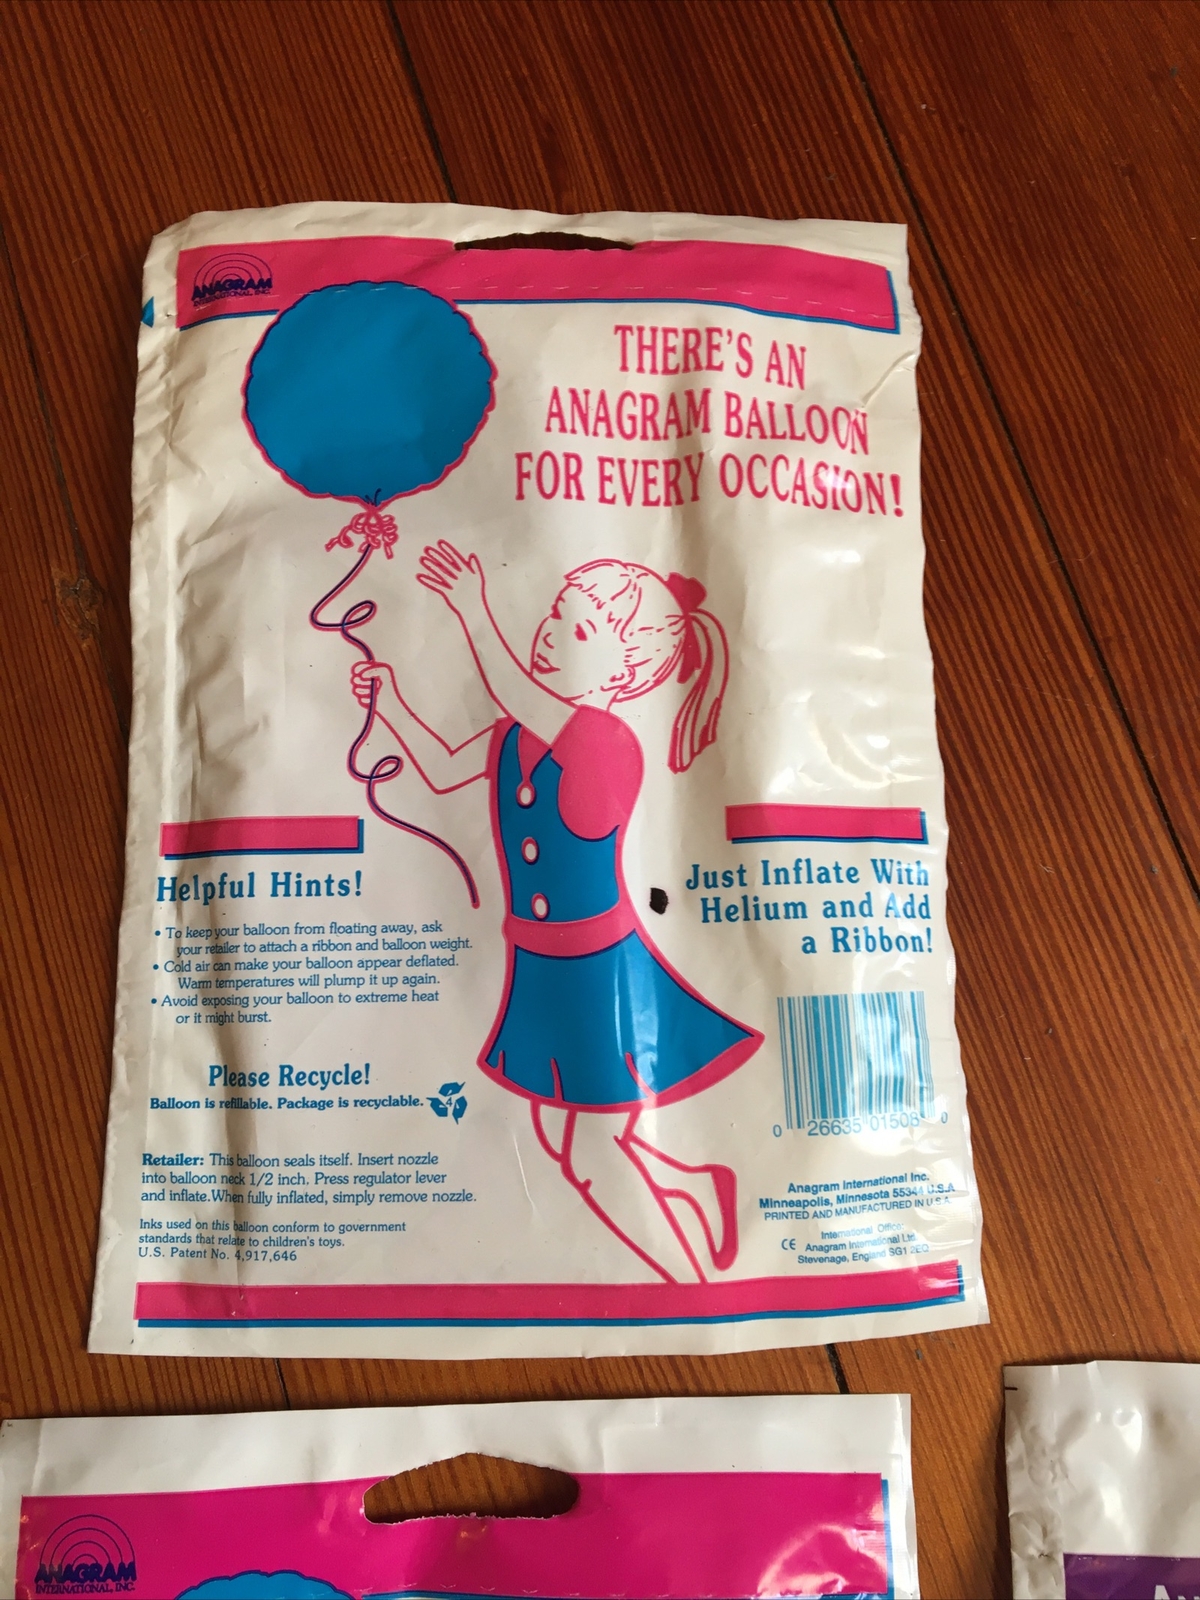 ANAGRAM
INTERNATIONAL, INC.
THERE'S AN
ANAGRAM BALLOON
FOR EVERY OCCASION!
Helpful Hints!
• To keep your balloon from floating away, ask
your retailer to attach a ribbon and balloon weight.
• Cold air can make your balloon appear deflated.
Warm temperatures will plump it up again.
• Avoid exposing your balloon to extreme heat
or it might burst.
Please Recycle!
Balloon is refillable. Package is recyclable.
4
Retailer: This balloon seals itself. Insert nozzle
into balloon neck 1/2 inch. Press regulator lever
and inflate.When fully inflated, simply remove nozzle.
Inks used on this balloon conform to government
standards that relate to children's toys.
U.S. Patent No. 4,917,646
Just Inflate With
Helium and Add
a Ribbon!
0 26635 01508 0
Anagram International Inc.
Minneapolis, Minnesota 55344 U.S.A
PRINTED AND MANUFACTURED IN U.S.A
International Office:
CE Anagram International Ltd.
Stevenage, England SG1 2EQ
ANAGRAM
INTERNATIONAL, INC.